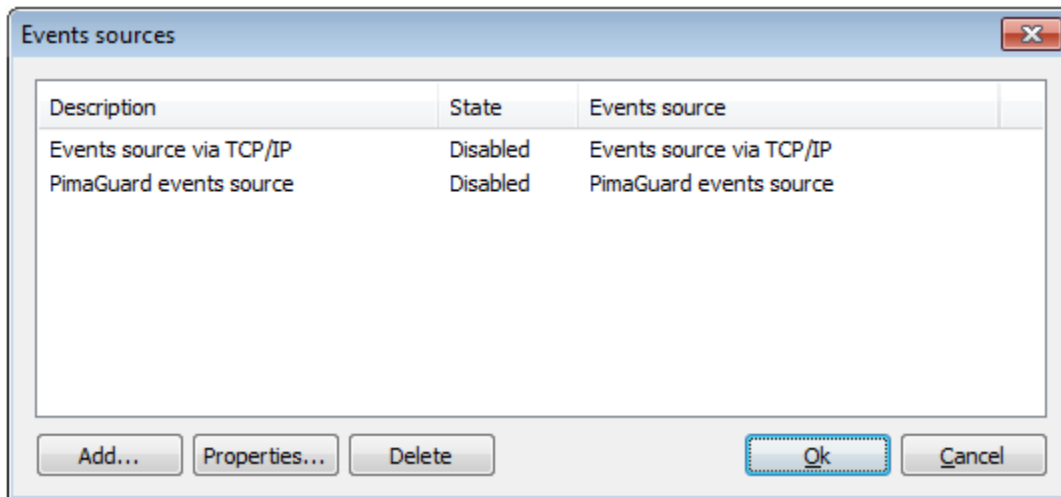 Events sources
Description State Events source
Events source via TCP/IP Disabled Events source via TCP/IP
PimaGuard events source Disabled PimaGuard events source
Add... Properties... Delete Ok Cancel